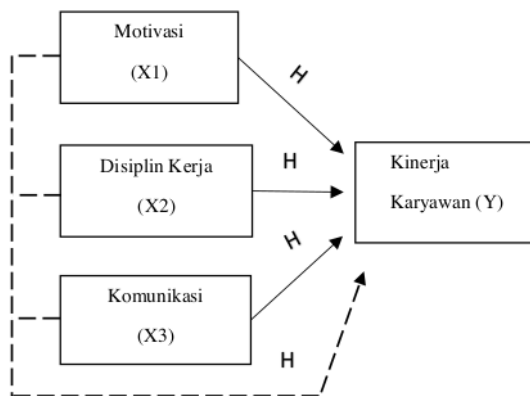 Motivasi
(X1)
H
Disiplin Kerja
(X2)
H
Kinerja
Karyawan (Y)
H
Komunikasi
(X3)
H